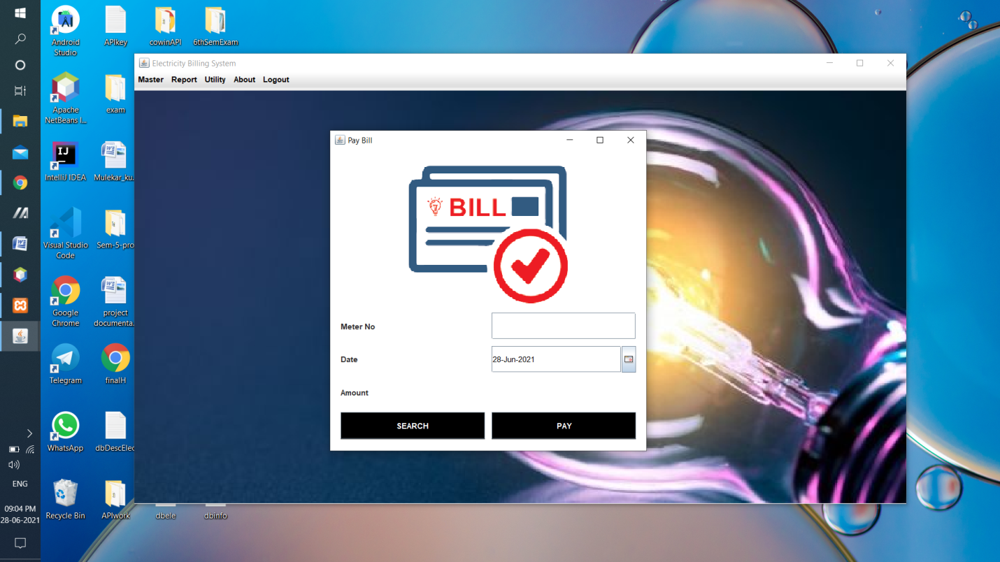 Android
Studio
APIkey
cowinAPI
6thSemExam
Apache
NetBeans I...
exam
IJ
IntelliJ IDEA
Mulekar_ku.
Visual Studio
Code
Sem-5-pro
Google
Chrome
project
documenta.
Telegram
finalH
WhatsApp
dbDescElec
Recycle Bin
APIwork
dbele
dbinfo
ENG
09:04 PM
28-06-2021
Electricity Billing System
Master Report Utility About Logout
Pay Bill
BILL
Meter No
Date 28-Jun-2021
Amount
SEARCH PAY